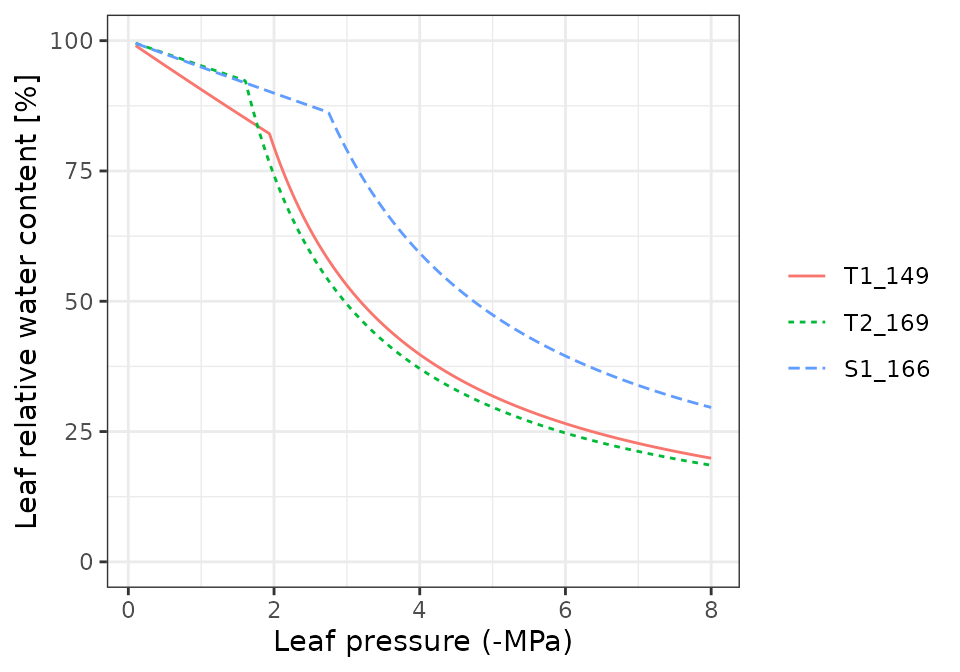 Leaf relative water content [%]
100
75
50
25
0
0 2 4 6 8
Leaf pressure (-MPa)
T1_149
T2_169
S1_166